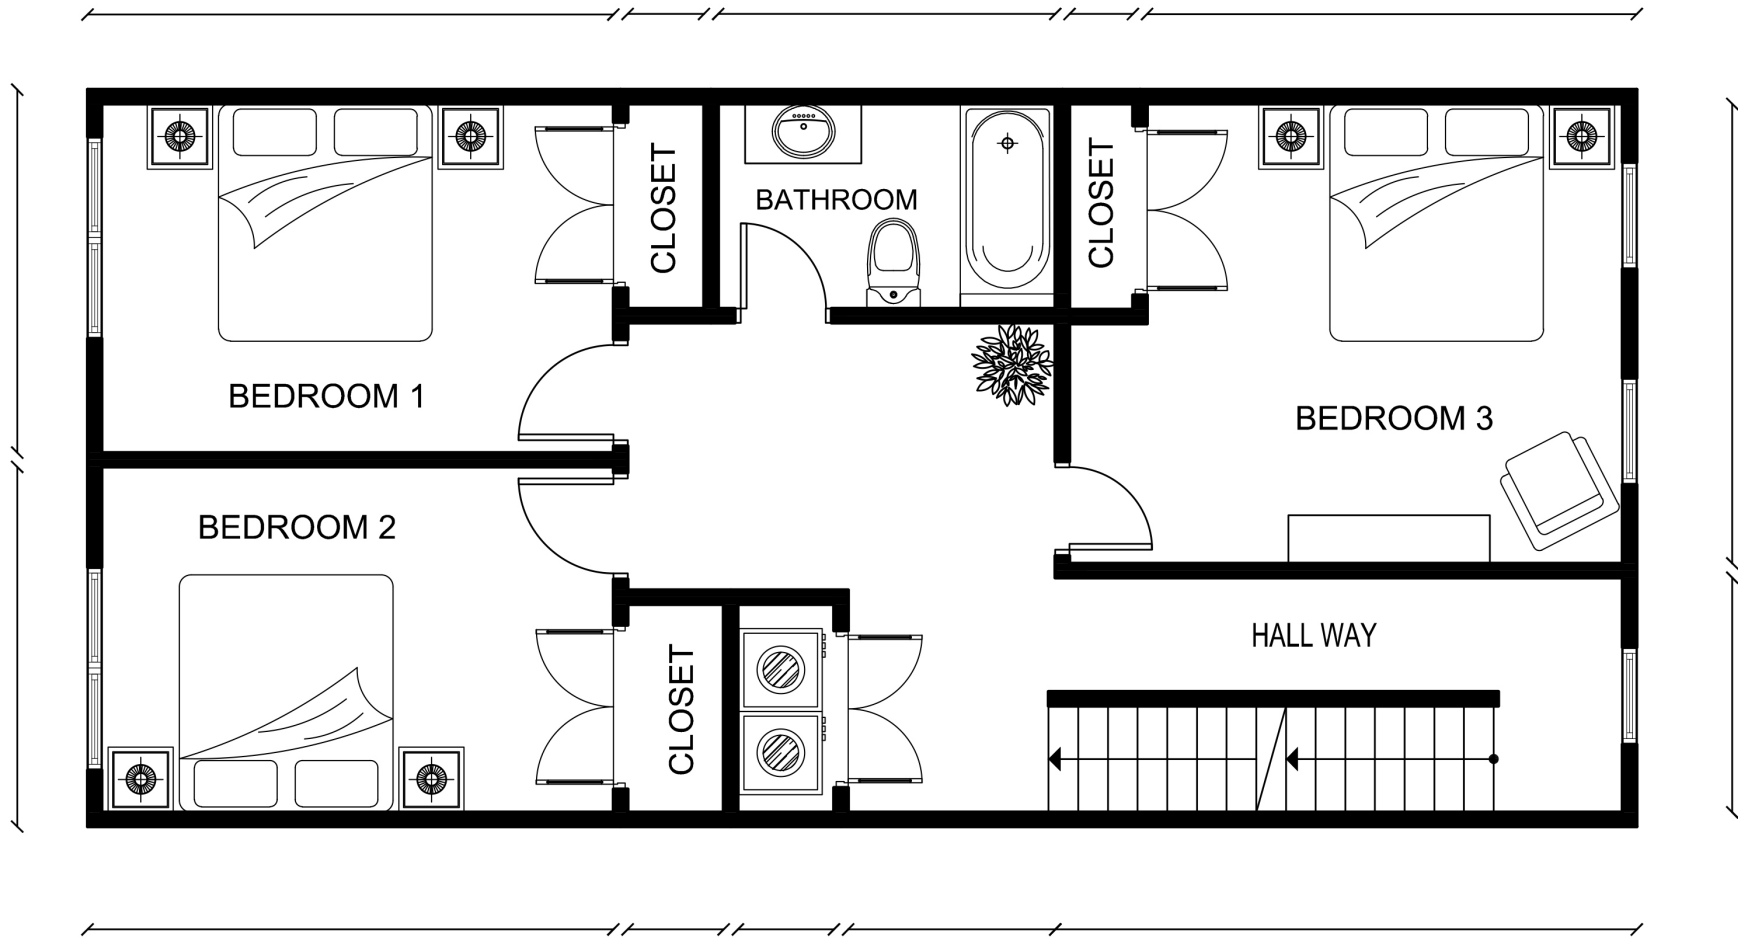 CLOSET
BATHROOM
CLOSET
BEDROOM 1
BEDROOM 3
BEDROOM 2
HALL WAY
CLOSET